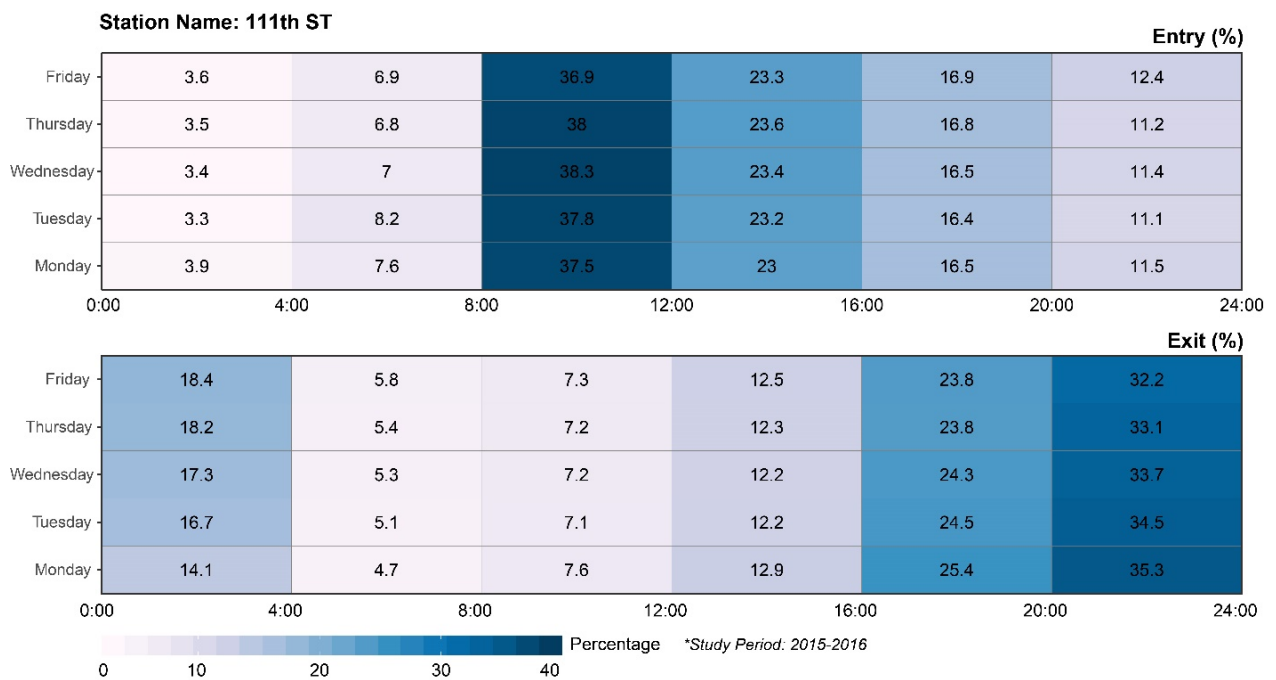 Station Name: 111th ST
Entry (%)
Friday 3.6 6.9 36.9 23.3 16.9 12.4
Thursday 3.5 6.8 38 23.6 16.8 11.2
Wednesday 3.4 7 38.3 23.4 16.5 11.4
Tuesday 3.3 8.2 37.8 23.2 16.4 11.1
Monday 3.9 7.6 37.5 23 16.5 11.5
0:00 4:00 8:00 12:00 16:00 20:00 24:00
Exit (%)
Friday 18.4 5.8 7.3 12.5 23.8 32.2
Thursday 18.2 5.4 7.2 12.3 23.8 33.1
Wednesday 17.3 5.3 7.2 12.2 24.3 33.7
Tuesday 16.7 5.1 7.1 12.2 24.5 34.5
Monday 14.1 4.7 7.6 12.9 25.4 35.3
0:00 4:00 8:00 12:00 16:00 20:00 24:00
Percentage *Study Period: 2015-2016
0 10 20 30 40